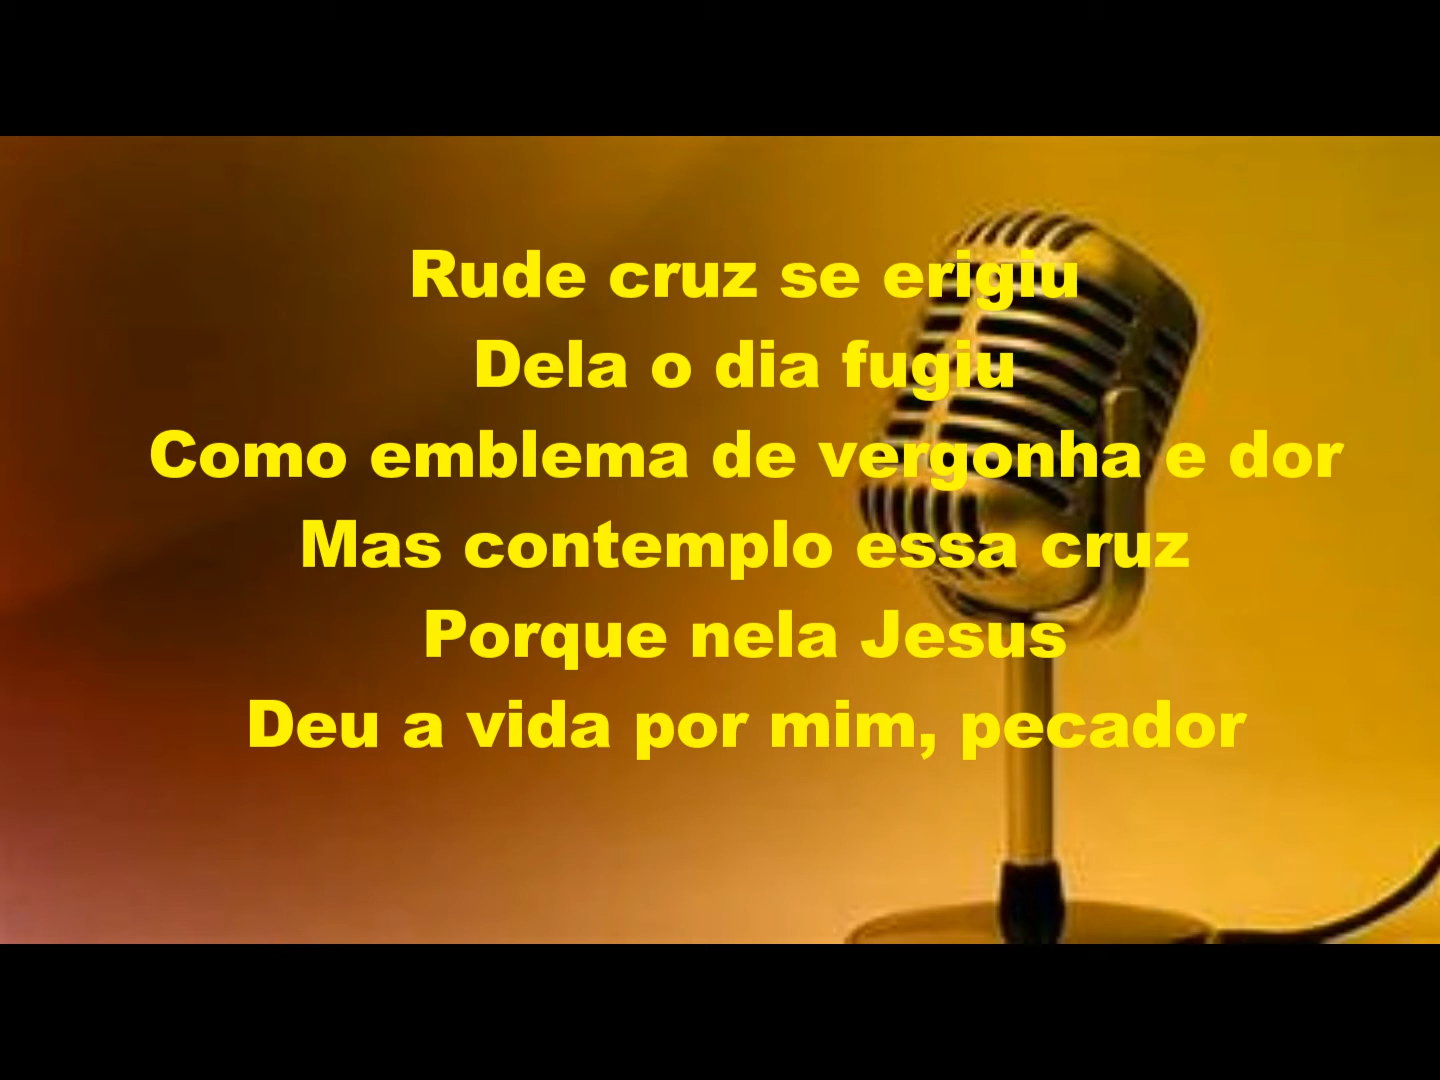 Rude cruz se erigiu
Dela o dia fugiu
Como emblema de vergonha e dor
Mas contemplo essa cruz
Porque nela Jesus
Deu a vida por mim, pecador